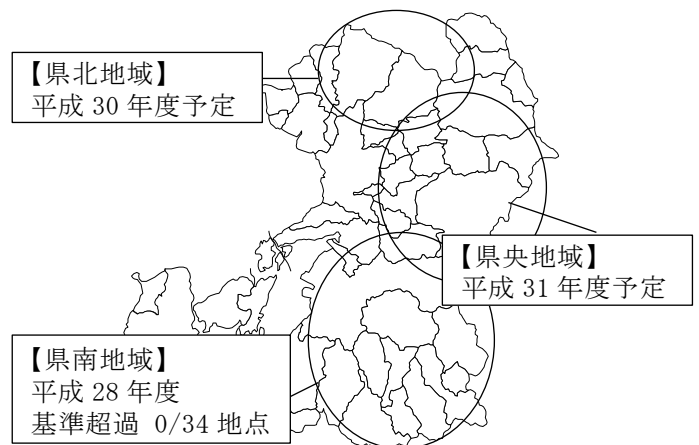 【県北地域】
平成 30 年度予定
【県央地域】
平成 31 年度予定
【県南地域】
平成 28 年度
基準超過 0/34 地点